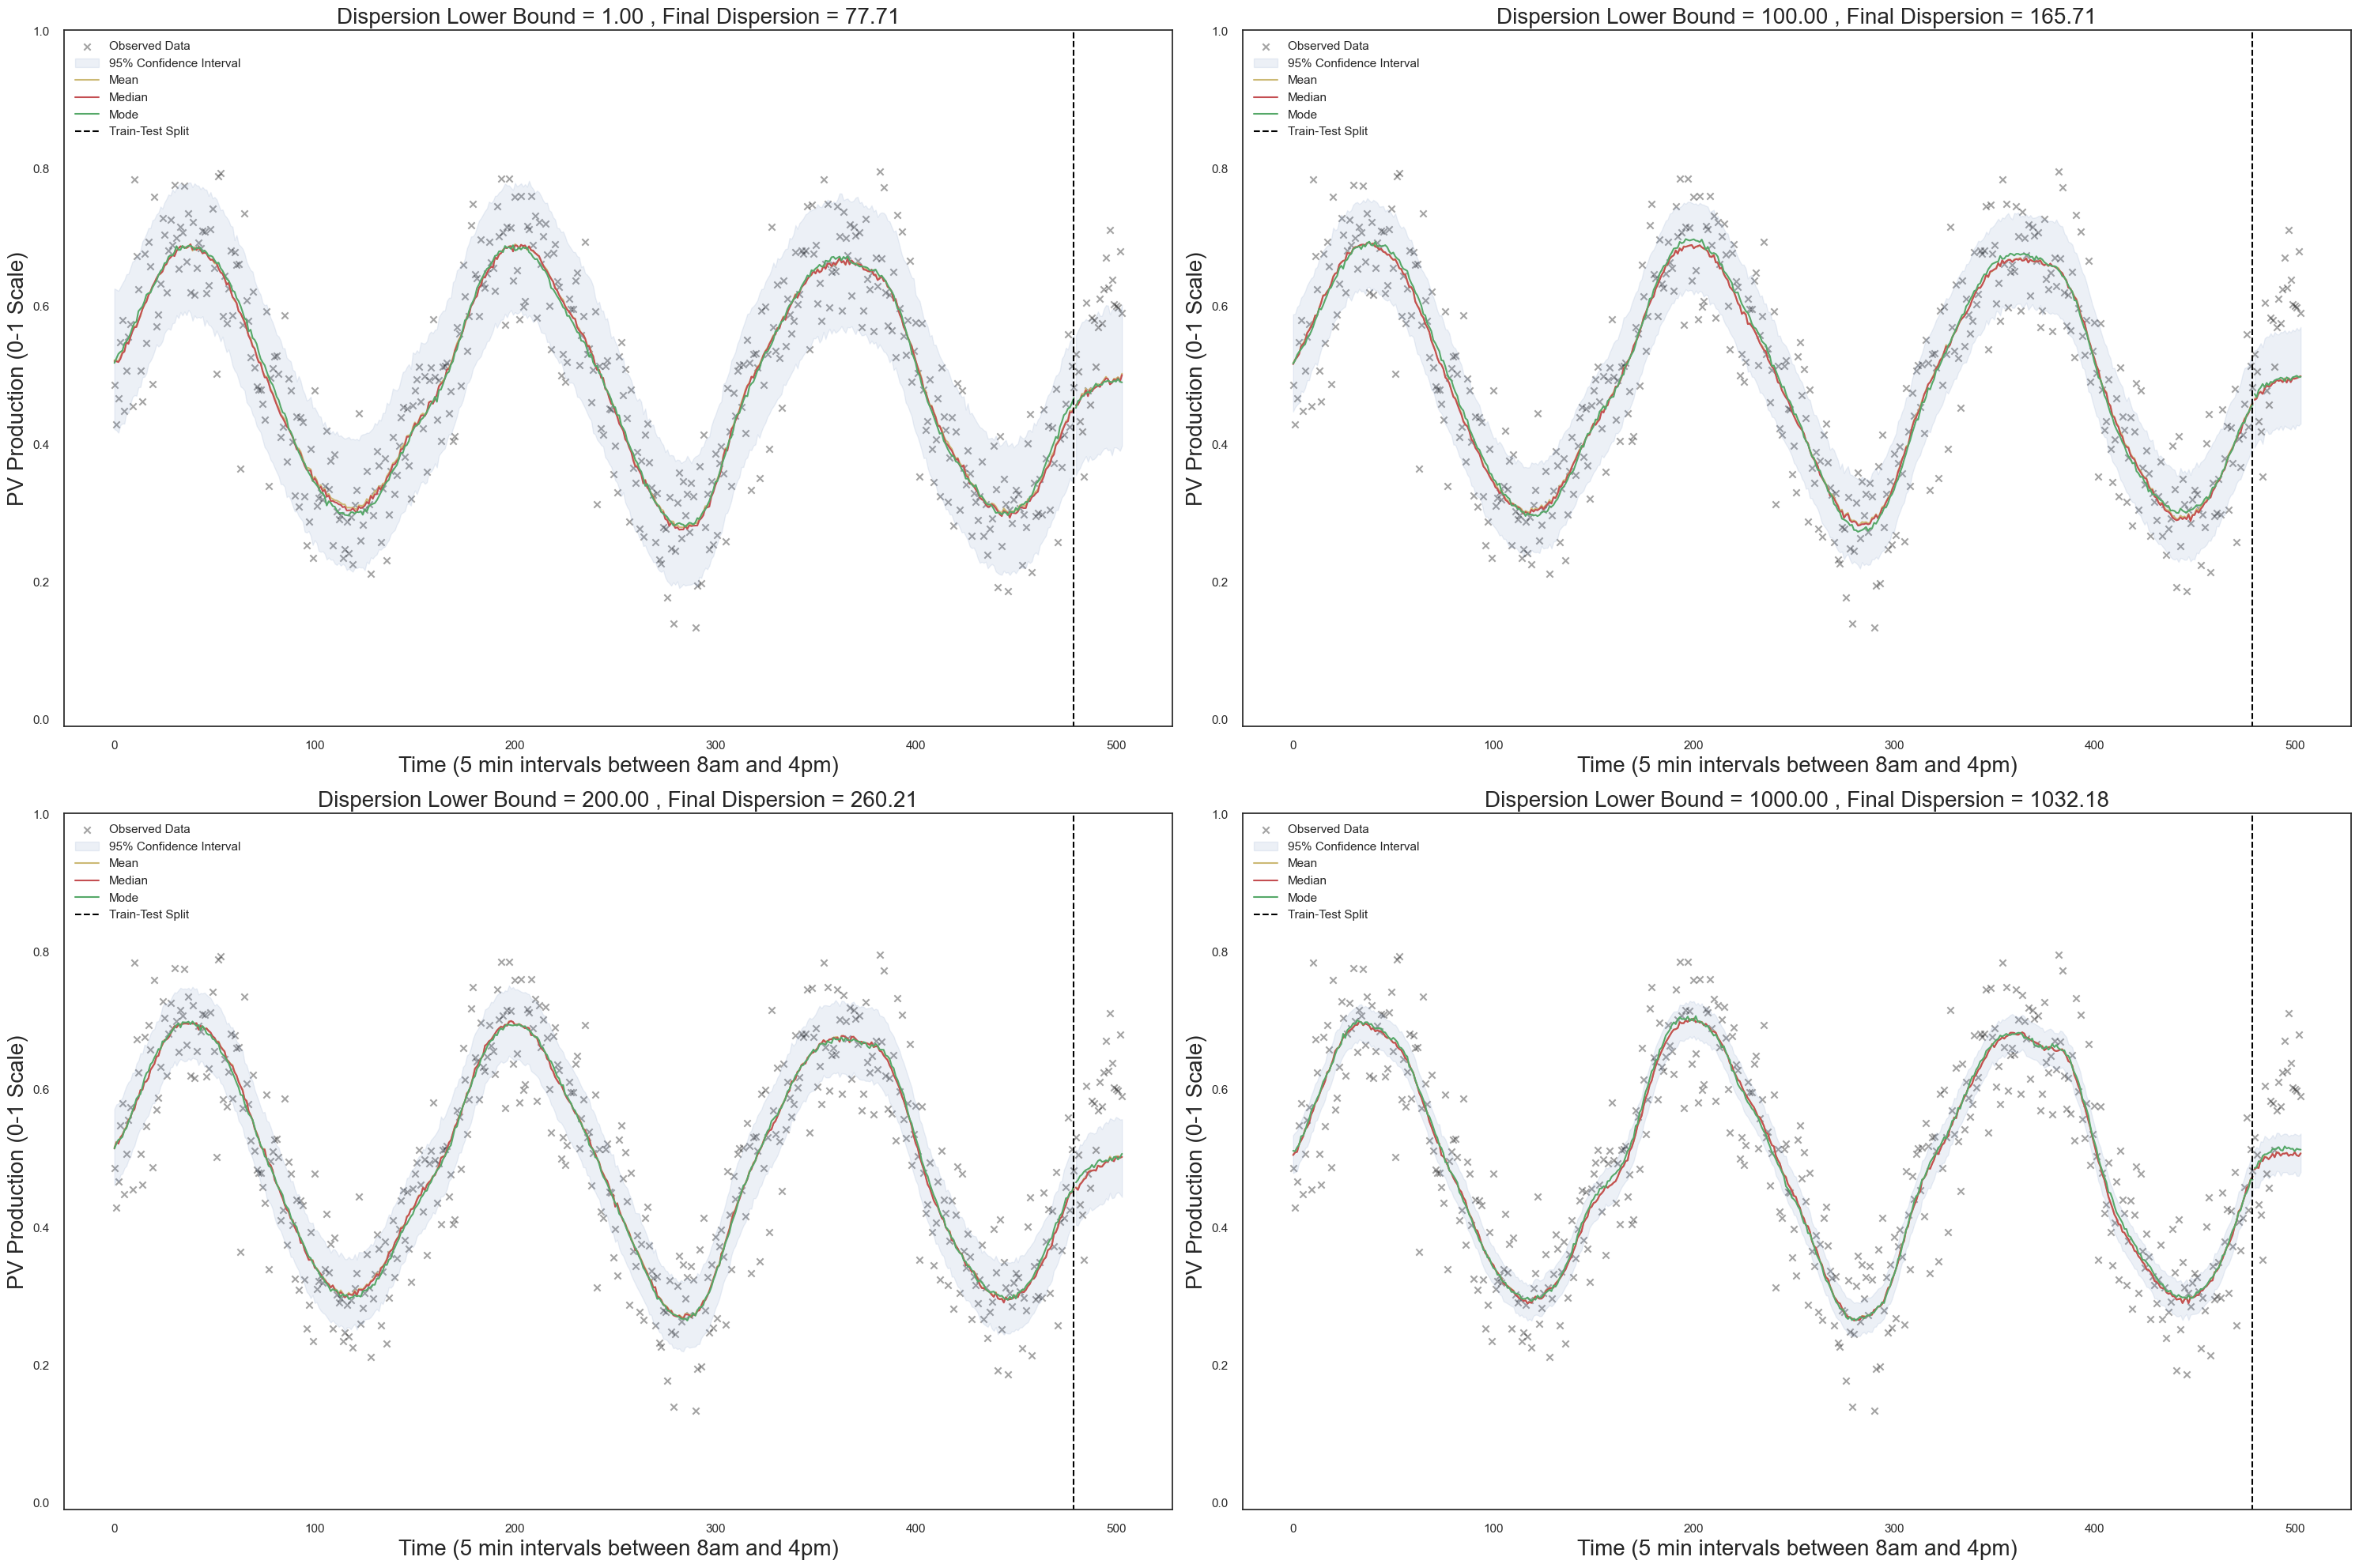 Dispersion Lower Bound = 1.00 , Final Dispersion = 77.71
1.0
Observed Data
95% Confidence Interval
Mean
Median
Mode
Train-Test Split
0.8
0.6
0.4
0.2
0.0
PV Production (0-1 Scale)
0 100 200 300 400 500
Time (5 min intervals between 8am and 4pm)
Dispersion Lower Bound = 100.00 , Final Dispersion = 165.71
1.0
Observed Data
95% Confidence Interval
Mean
Median
Mode
Train-Test Split
0.8
0.6
0.4
0.2
0.0
PV Production (0-1 Scale)
0 100 200 300 400 500
Time (5 min intervals between 8am and 4pm)
Dispersion Lower Bound = 200.00 , Final Dispersion = 260.21
1.0
Observed Data
95% Confidence Interval
Mean
Median
Mode
Train-Test Split
0.8
0.6
0.4
0.2
0.0
PV Production (0-1 Scale)
0 100 200 300 400 500
Time (5 min intervals between 8am and 4pm)
Dispersion Lower Bound = 1000.00 , Final Dispersion = 1032.18
1.0
Observed Data
95% Confidence Interval
Mean
Median
Mode
Train-Test Split
0.8
0.6
0.4
0.2
0.0
PV Production (0-1 Scale)
0 100 200 300 400 500
Time (5 min intervals between 8am and 4pm)